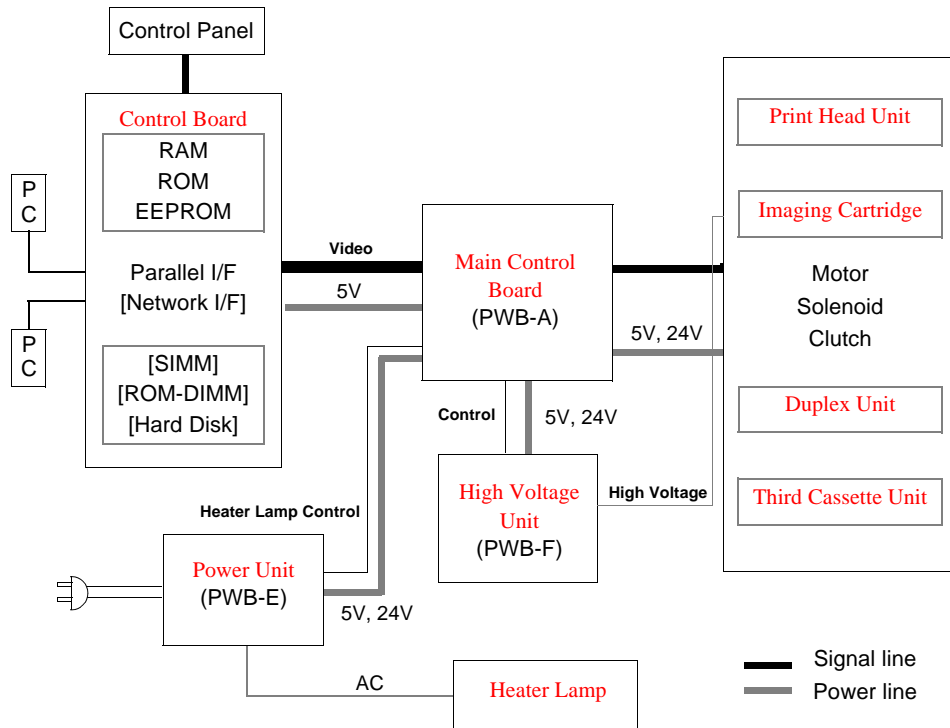 Control Panel
Control Board
RAM
ROM
EEPROM
Parallel I/F
[Network I/F]
[SIMM]
[ROM-DIMM]
[Hard Disk]
P
C
P
C
Video
5V
Main Control
Board
(PWB-A)
5V, 24V
Print Head Unit
Imaging Cartridge
Motor
Solenoid
Clutch
Duplex Unit
Third Cassette Unit
Control
5V, 24V
High Voltage
Unit
(PWB-F)
High Voltage
Heater Lamp Control
Power Unit
(PWB-E)
5V, 24V
AC
Heater Lamp
Signal line
Power line